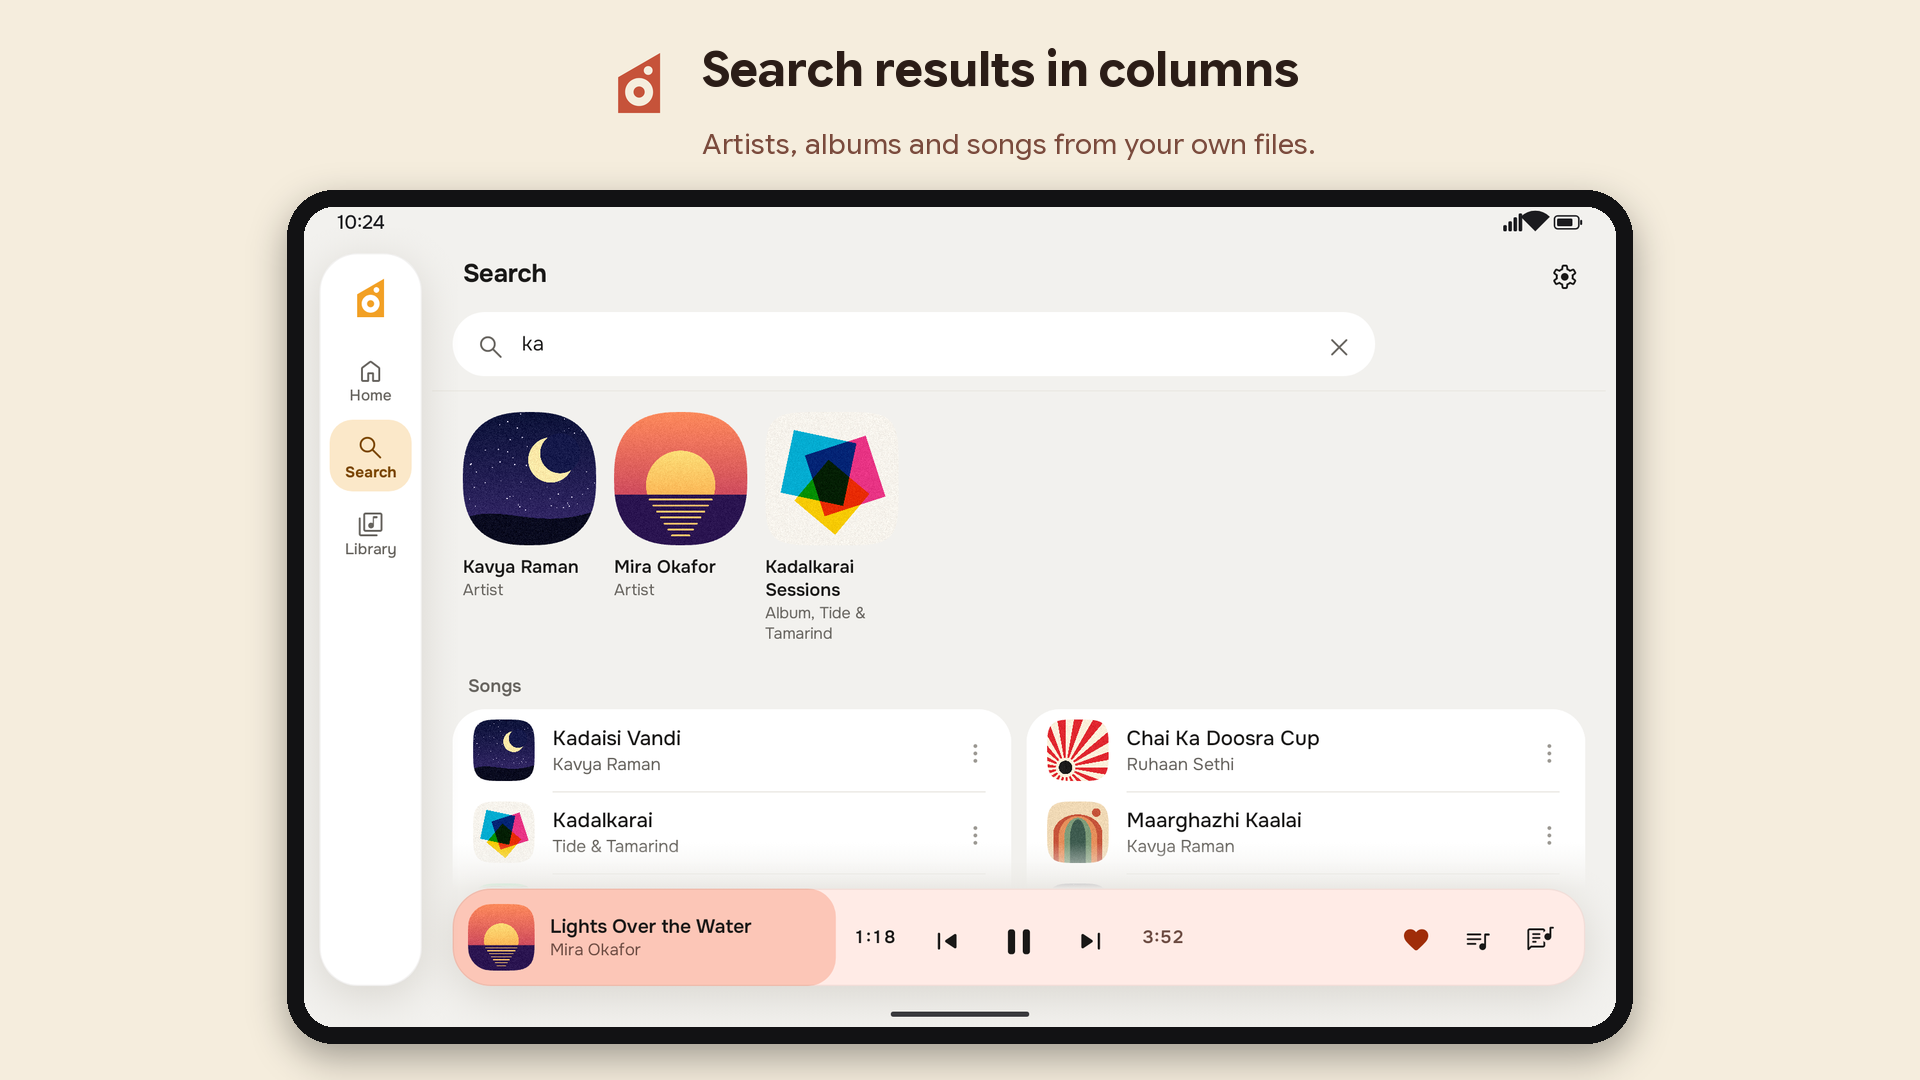 Search results in columns
Artists, albums and songs from your own files.
10:24
Search
ka
Home
Search
Library
Kavya Raman
Artist
Mira Okafor
Artist
Kadalkarai
Sessions
Album, Tide &
Tamarind
Songs
Kadaisi Vandi
Kavya Raman
Chai Ka Doosra Cup
Ruhaan Sethi
Kadalkarai
Tide & Tamarind
Maarghazhi Kaalai
Kavya Raman
Lights Over the Water
Mira Okafor
1:18
3:52